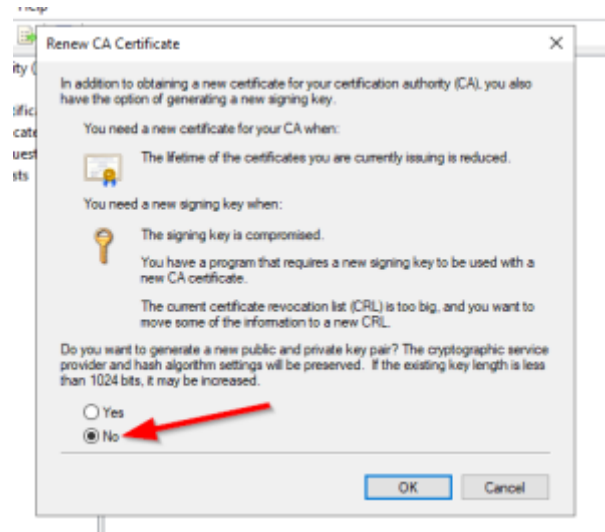 Help
Renew CA Certificate
ity (
In addition to obtaining a new certificate for your certification authority (CA), you also
have the option of generating a new signing key.
tific
You need a new certificate for your CA when:
cate
uest
The lifetime of the certificates you are currently issuing is reduced.
sts
You need a new signing key when:
The signing key is compromised.
You have a program that requires a new signing key to be used with a
new CA certificate.
The current certificate revocation list (CRL) is too big, and you want to
move some of the information to a new CRL.
Do you want to generate a new public and private key pair? The cryptographic service
provider and hash algorithm settings will be preserved. If the existing key length is less
than 1024 bits, it may be increased.
Yes
No
OK
Cancel